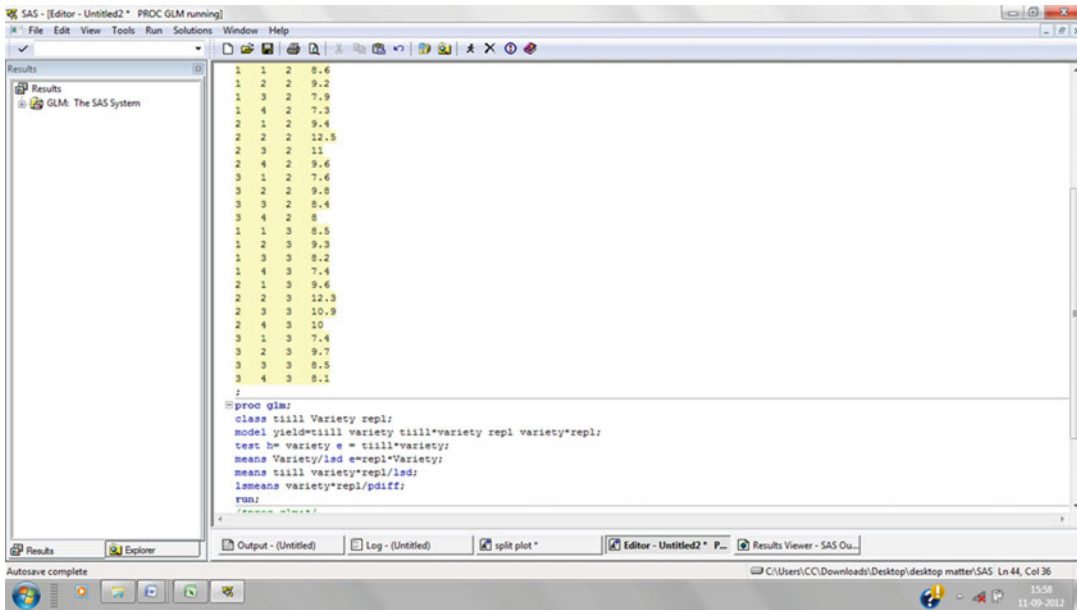 SAS - [Editor - Untitled2 * PROC GLM running]
File Edit View Tools Run Solutions Window Help
Results
Results
GLM: The SAS System
1 1 2 8.6
1 2 2 9.2
1 3 2 7.9
1 4 2 7.3
2 1 2 9.4
2 2 2 12.5
2 3 2 11
2 4 2 9.6
3 1 2 7.6
3 2 2 9.8
3 3 2 8.4
3 4 2 8
1 1 3 8.5
1 2 3 9.3
1 3 3 8.2
1 4 3 7.4
2 1 3 9.6
2 2 3 12.3
2 3 3 10.9
2 4 3 10
3 1 3 7.4
3 2 3 9.7
3 3 3 8.5
3 4 3 8.1
;
proc glm;
class tiill Variety repl;
model yield=tiill variety tiill*variety repl variety*repl;
test h= variety e = tiill*variety;
means Variety/lsd e=repl*Variety;
means tiill variety*repl/lsd;
lsmeans variety*repl/pdiff;
run;
Results Explorer
Output - (Untitled) Log - (Untitled) split plot * Editor - Untitled2 * P... Results Viewer - SAS Ou...
Autosave complete
C:\Users\CC\Downloads\Desktop\desktop matter\SAS Ln 44, Col 36
15:58
11-09-2012